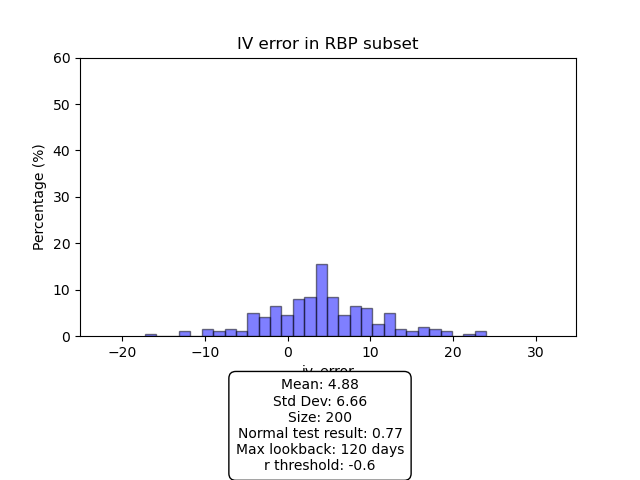 IV error in RBP subset
60
50
40
30
20
10
0
Percentage (%)
−20
−10
0
10
20
30
iv_error
Mean: 4.88
Std Dev: 6.66
Size: 200
Normal test result: 0.77
Max lookback: 120 days
r threshold: -0.6